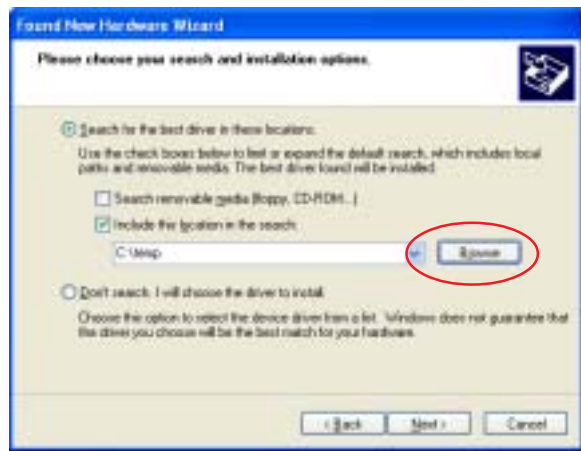 Found New Hardware Wizard
Please choose your search and installation options.
Search for the best driver in these locations.
Use the check boxes below to limit or expand the default search, which includes local
paths and removable media. The best driver found will be installed.
Search removable media (floppy, CD-ROM...)
Include this location in the search:
C:\temp
Browse
Don't search. I will choose the driver to install.
Choose this option to select the device driver from a list. Windows does not guarantee that
the driver you choose will be the best match for your hardware.
< Back
Next >
Cancel